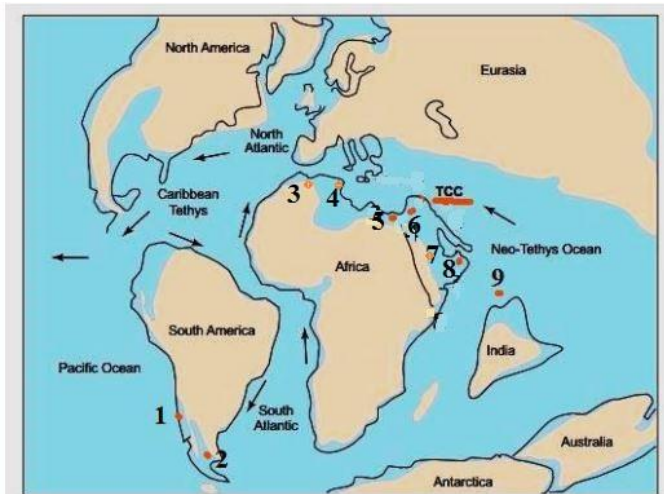 North America
Eurasia
North
Atlantic
Caribbean
Tethys
3
4
5
6
TCC
7
8
9
Neo-Tethys Ocean
Africa
South America
India
Pacific Ocean
1
2
South
Atlantic
Australia
Antarctica